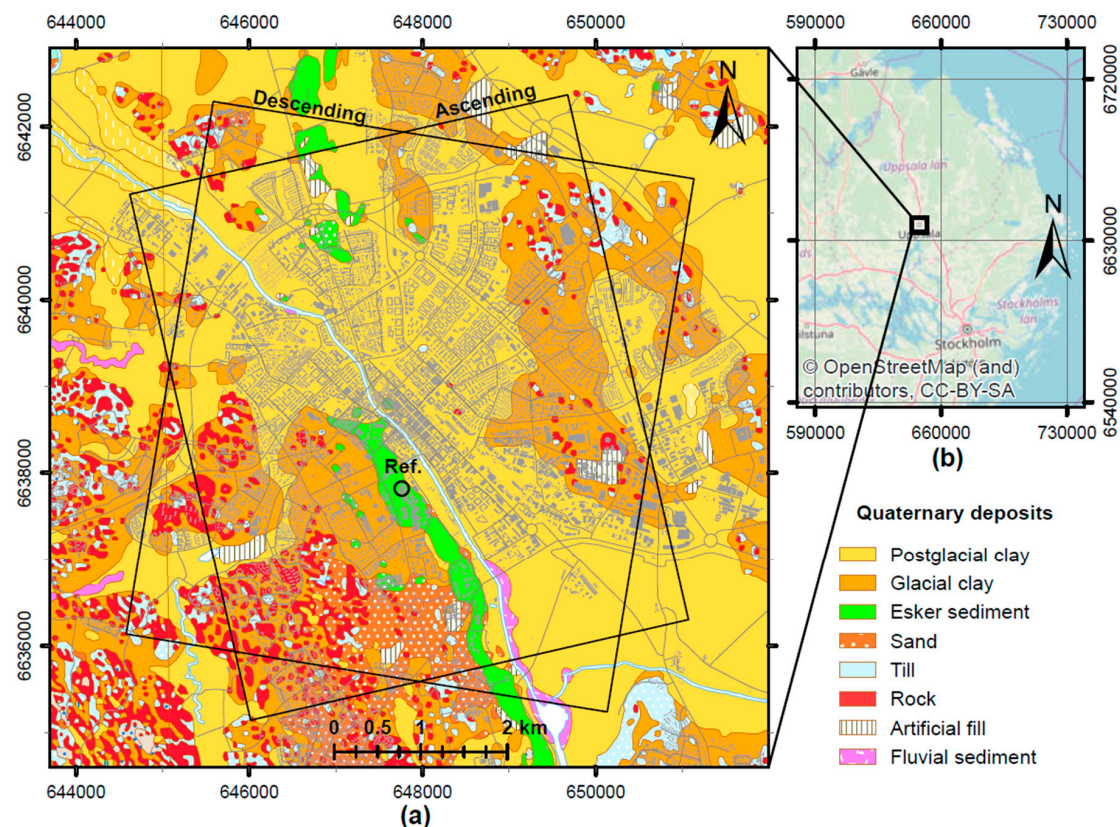 644000 646000 648000 650000
590000 660000 730000
6642000
6640000
6638000
6636000
Descending
Ascending
N
Ref.
0 0.5 1 2 km
644000 646000 648000 650000
(a)
Gävle
Uppsala län
Uppsala
N
Stockholms
län
Stockholm
© OpenStreetMap (and)
contributors, CC-BY-SA
6720000
6630000
6540000
590000 660000 730000
(b)
Quaternary deposits
Postglacial clay
Glacial clay
Esker sediment
Sand
Till
Rock
Artificial fill
Fluvial sediment